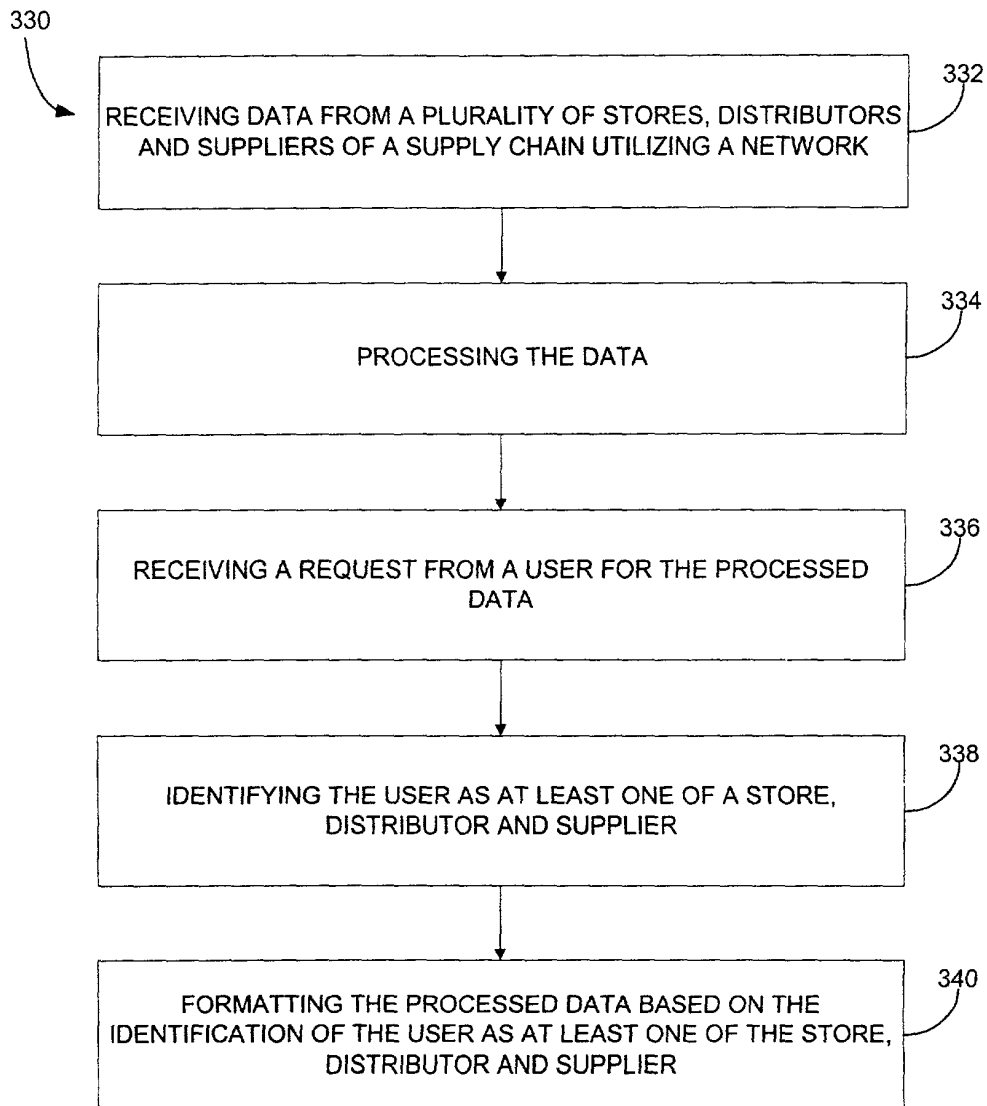 330
332
RECEIVING DATA FROM A PLURALITY OF STORES, DISTRIBUTORS
AND SUPPLIERS OF A SUPPLY CHAIN UTILIZING A NETWORK
334
PROCESSING THE DATA
336
RECEIVING A REQUEST FROM A USER FOR THE PROCESSED
DATA
338
IDENTIFYING THE USER AS AT LEAST ONE OF A STORE,
DISTRIBUTOR AND SUPPLIER
340
FORMATTING THE PROCESSED DATA BASED ON THE
IDENTIFICATION OF THE USER AS AT LEAST ONE OF THE STORE,
DISTRIBUTOR AND SUPPLIER